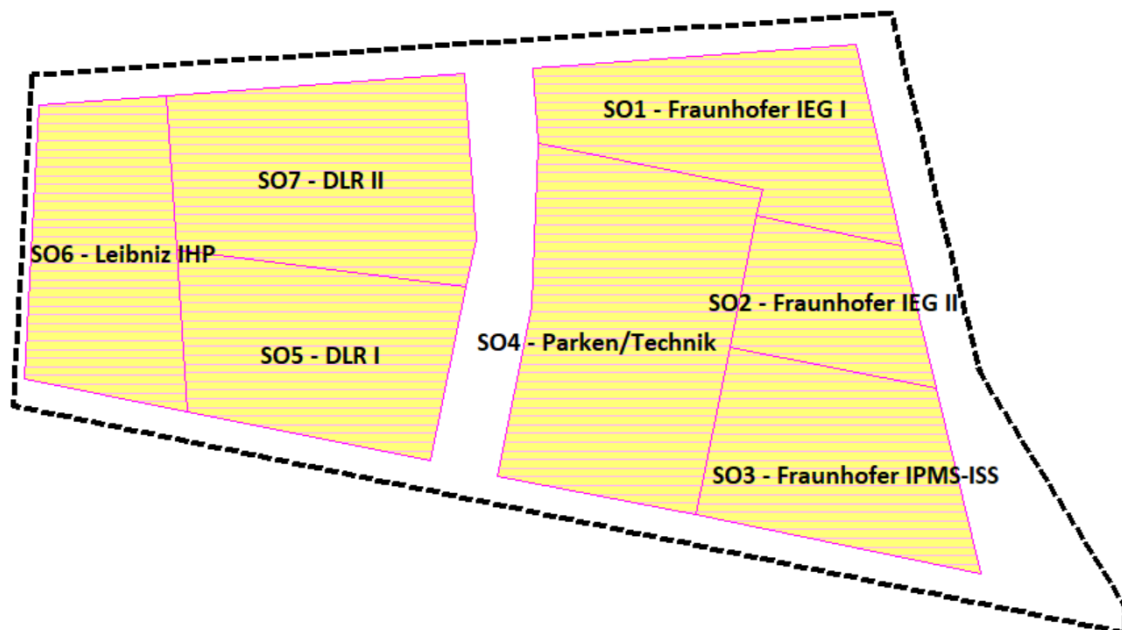 SO1 - Fraunhofer IEG I
SO7 - DLR II
SO6 - Leibniz IHP
SO2 - Fraunhofer IEG II
SO4 - Parken/Technik
SO5 - DLR I
SO3 - Fraunhofer IPMS-ISS